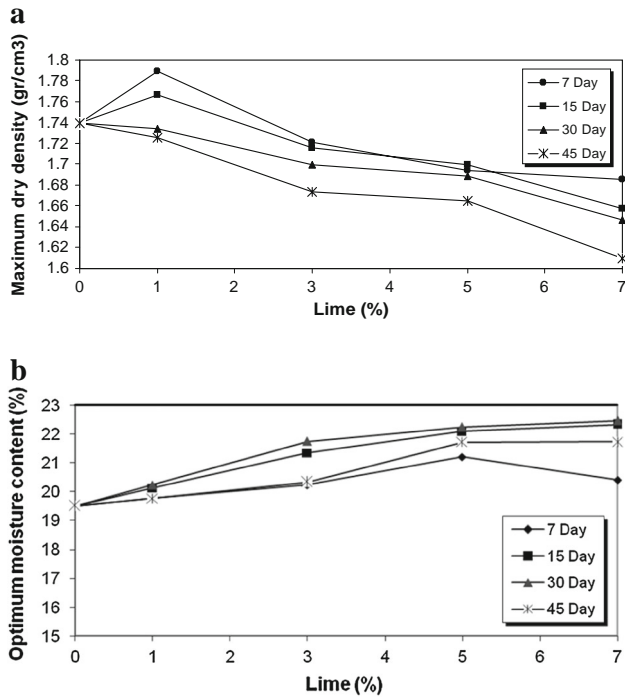 a
Maximum dry density (gr/cm3)
1.8
1.78
1.76
1.74
1.72
1.7
1.68
1.66
1.64
1.62
1.6
0 1 2 3 4 5 6 7
Lime (%)
7 Day
15 Day
30 Day
45 Day
b
Optimum moisture content (%)
23
22
21
20
19
18
17
16
15
0 1 2 3 4 5 6 7
Lime (%)
7 Day
15 Day
30 Day
45 Day